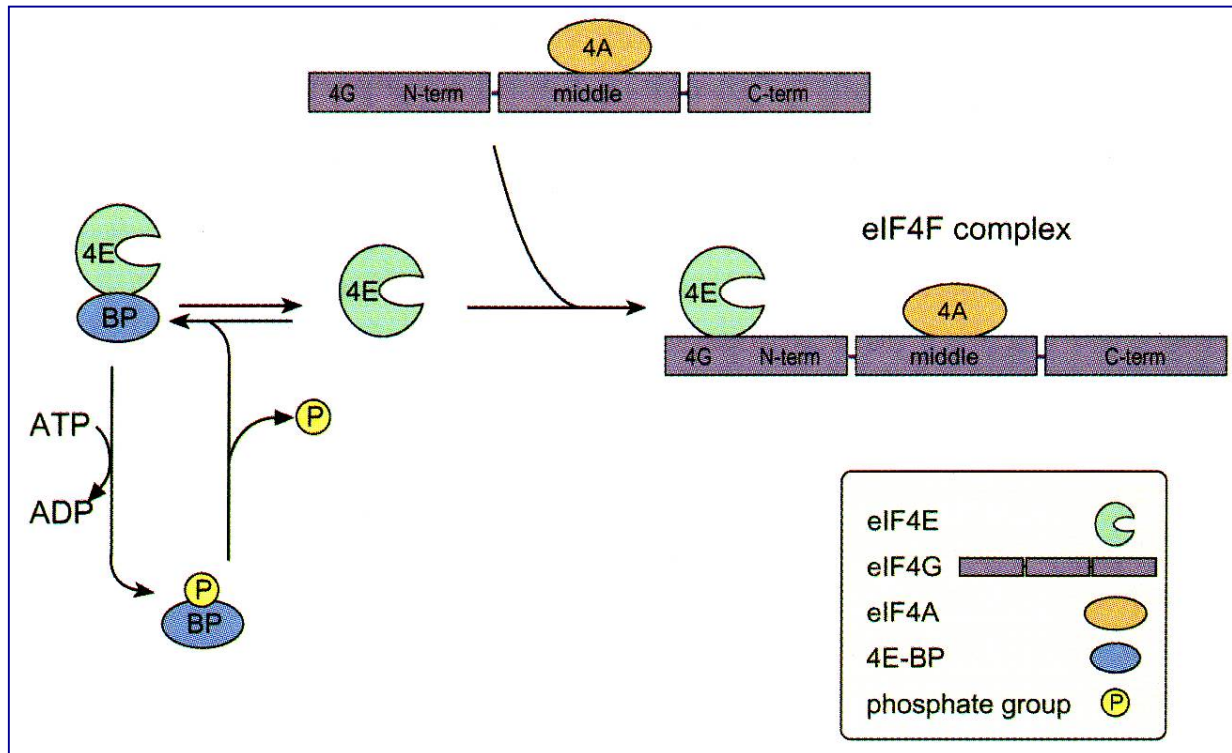 4A
4G N-term middle C-term
eIF4F complex
4E
BP
4E
4E
4A
4G N-term middle C-term
P
ATP
ADP
P
BP
eIF4E
eIF4G
eIF4A
4E-BP
phosphate group P